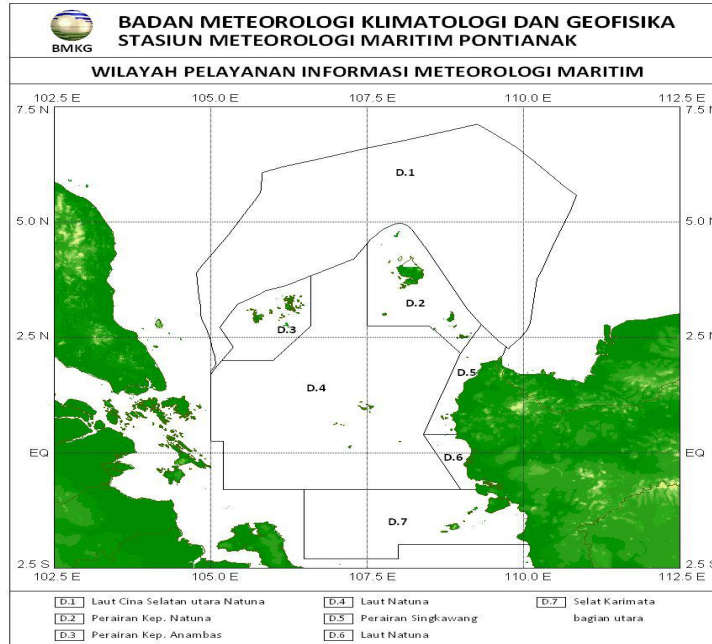 BADAN METEOROLOGI KLIMATOLOGI DAN GEOFISIKA
STASIUN METEOROLOGI MARITIM PONTIANAK
BMKG
WILAYAH PELAYANAN INFORMASI METEOROLOGI MARITIM
102.5 E 105.0 E 107.5 E 110.0 E 112.5 E
7.5 N 7.5 N
D.1
5.0 N 5.0 N
D.2
D.3
2.5 N 2.5 N
D.5
D.4
EQ EQ
D.6
D.7
2.5 S 2.5 S
102.5 E 105.0 E 107.5 E 110.0 E 112.5 E
D.1 Laut Cina Selatan utara Natuna
D.2 Perairan Kep. Natuna
D.3 Perairan Kep. Anambas
D.4 Laut Natuna
D.5 Perairan Singkawang
D.6 Laut Natuna
D.7 Selat Karimata
bagian utara